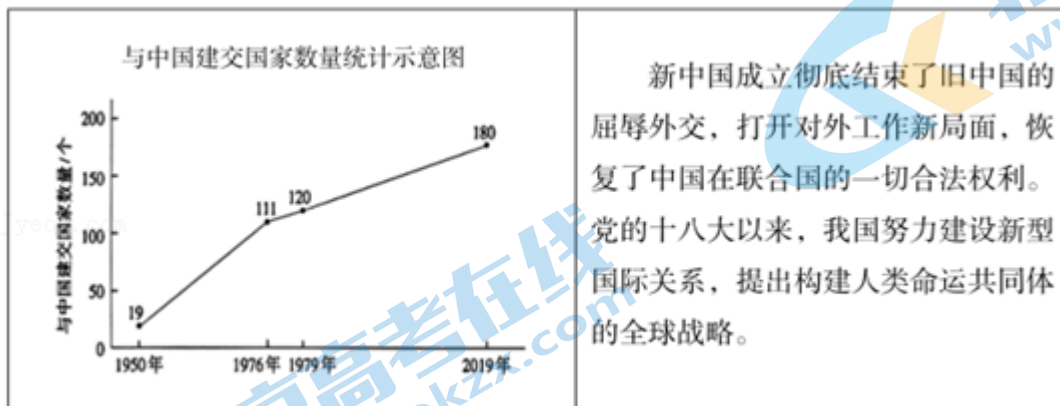 与中国建交国家数量统计示意图
与中国建交国家数量/个
200
150
100
50
0
19
111
120
180
1950年
1976年
1979年
2019年
新中国成立彻底结束了旧中国的
屈辱外交，打开对外工作新局面，恢
复了中国在联合国的一切合法权利。
党的十八大以来，我国努力建设新型
国际关系，提出构建人类命运共同体
的全球战略。
高考在线
kzx.com